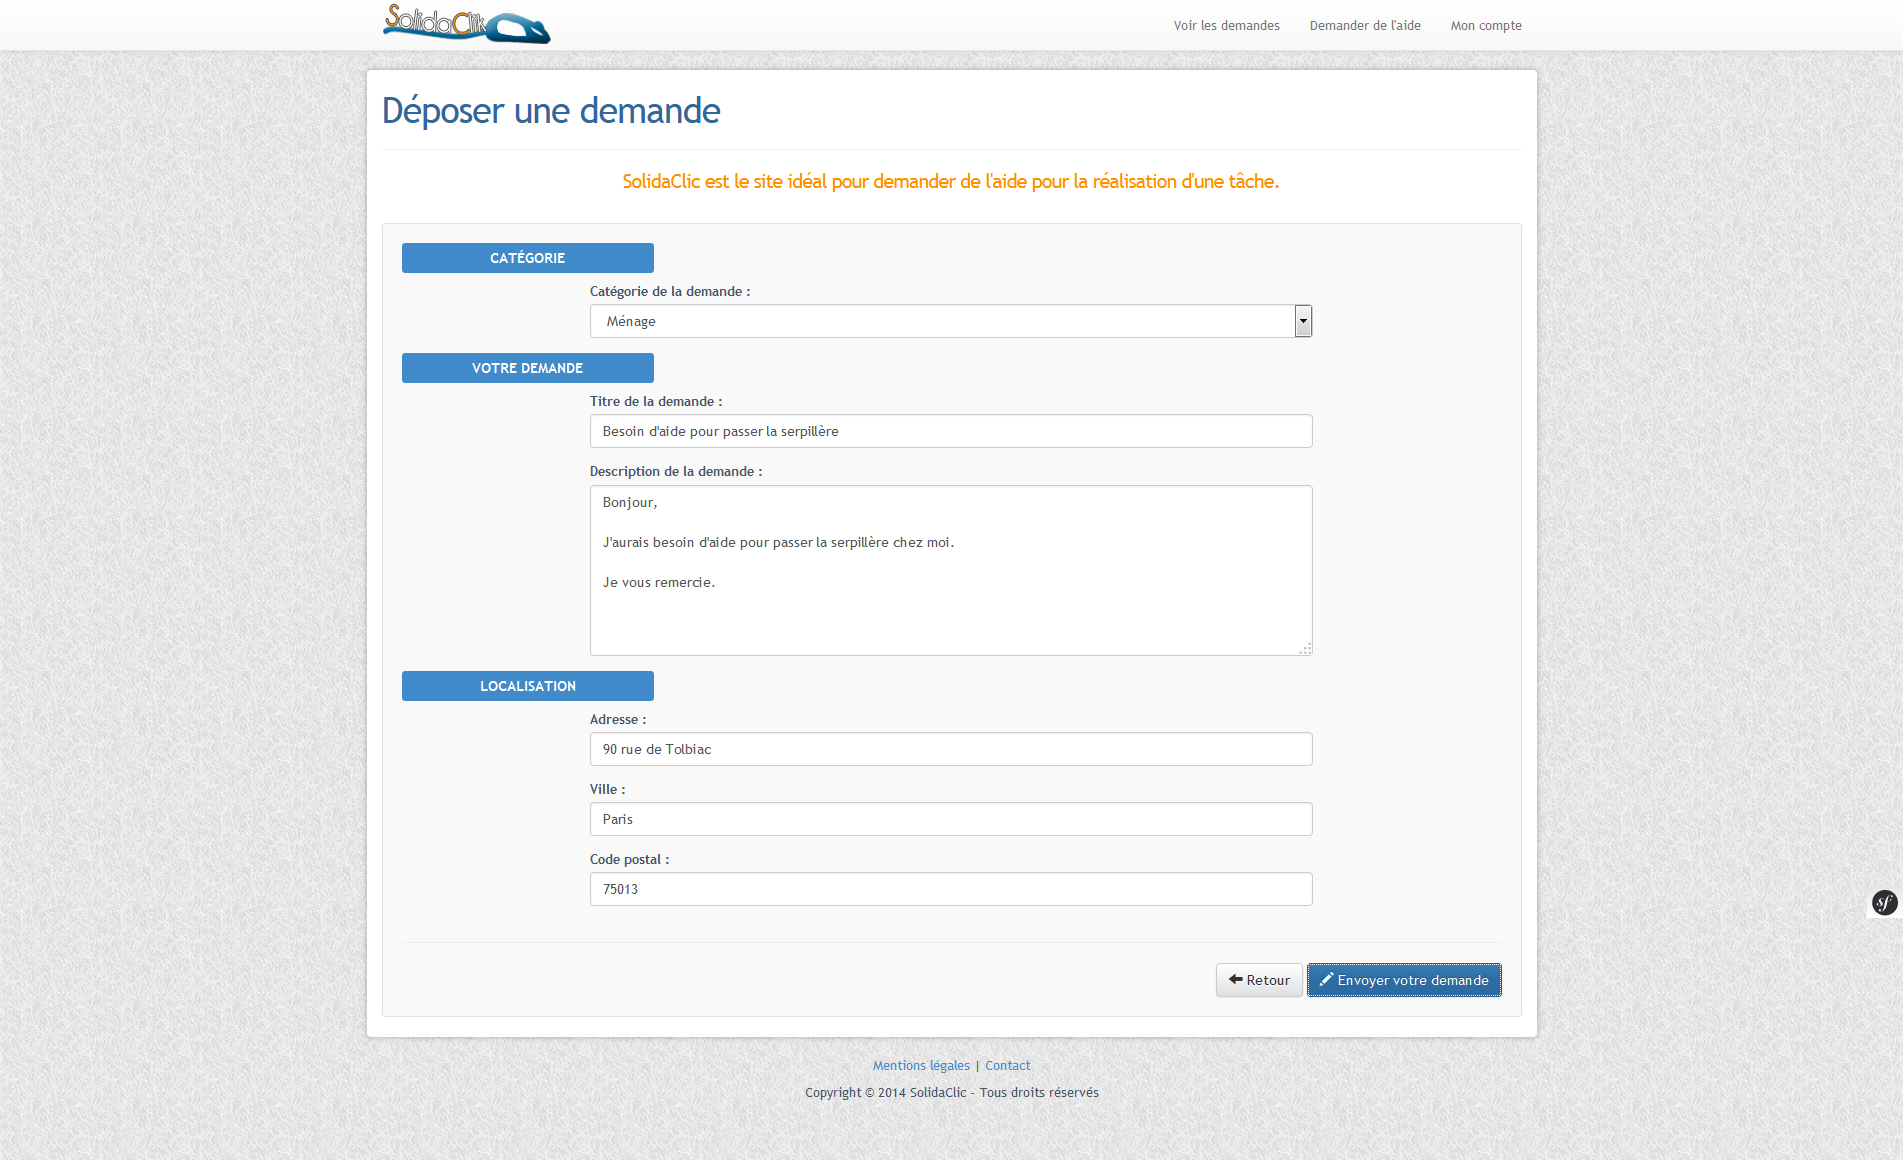 SolidaClik
Voir les demandes
Demander de l'aide
Mon compte
Déposer une demande
SolidaClic est le site idéal pour demander de l'aide pour la réalisation d'une tâche.
CATÉGORIE
Catégorie de la demande :
Ménage
VOTRE DEMANDE
Titre de la demande :
Besoin d'aide pour passer la serpillère
Description de la demande :
Bonjour,
J'aurais besoin d'aide pour passer la serpillère chez moi.
Je vous remercie.
LOCALISATION
Adresse :
90 rue de Tolbiac
Ville :
Paris
Code postal :
75013
sf
Retour
Envoyer votre demande
Mentions légales | Contact
Copyright © 2014 SolidaClic - Tous droits réservés